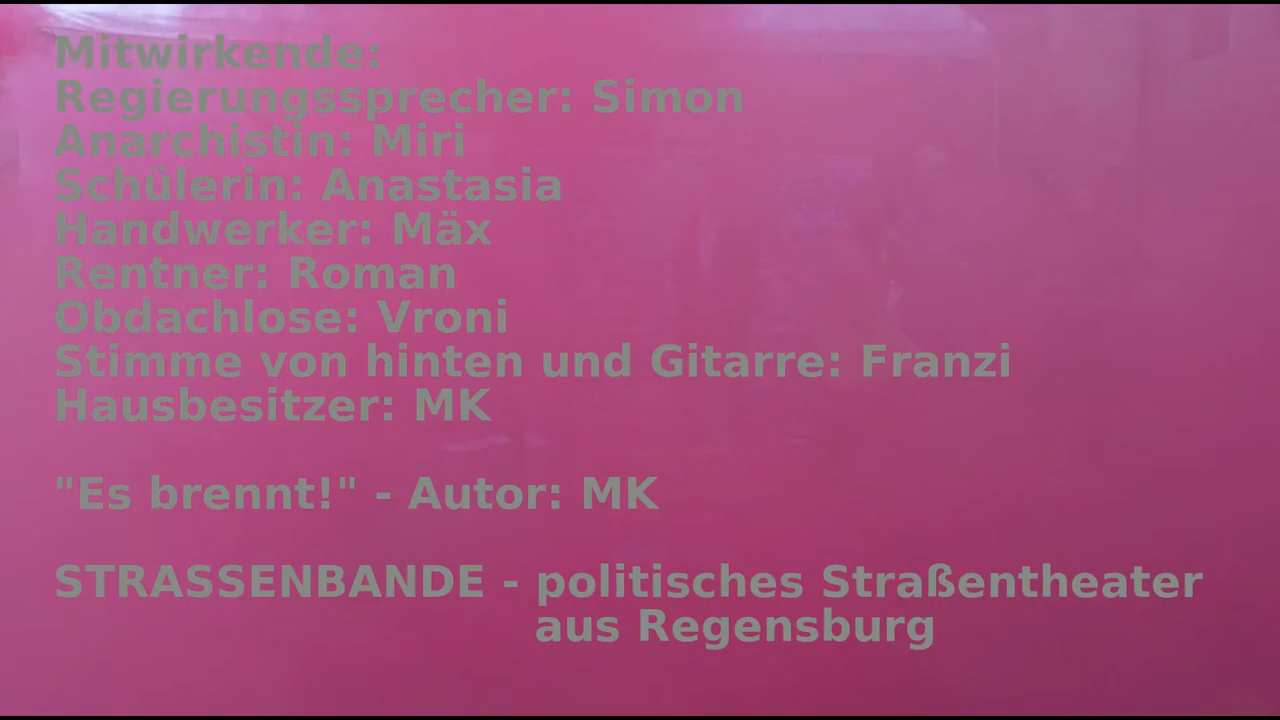 Mitwirkende:
Regierungssprecher: Simon
Anarchistin: Miri
Schülerin: Anastasia
Handwerker: Mäx
Rentner: Roman
Obdachlose: Vroni
Stimme von hinten und Gitarre: Franzi
Hausbesitzer: MK
"Es brennt!" - Autor: MK
STRASSENBANDE - politisches Straßentheater
aus Regensburg